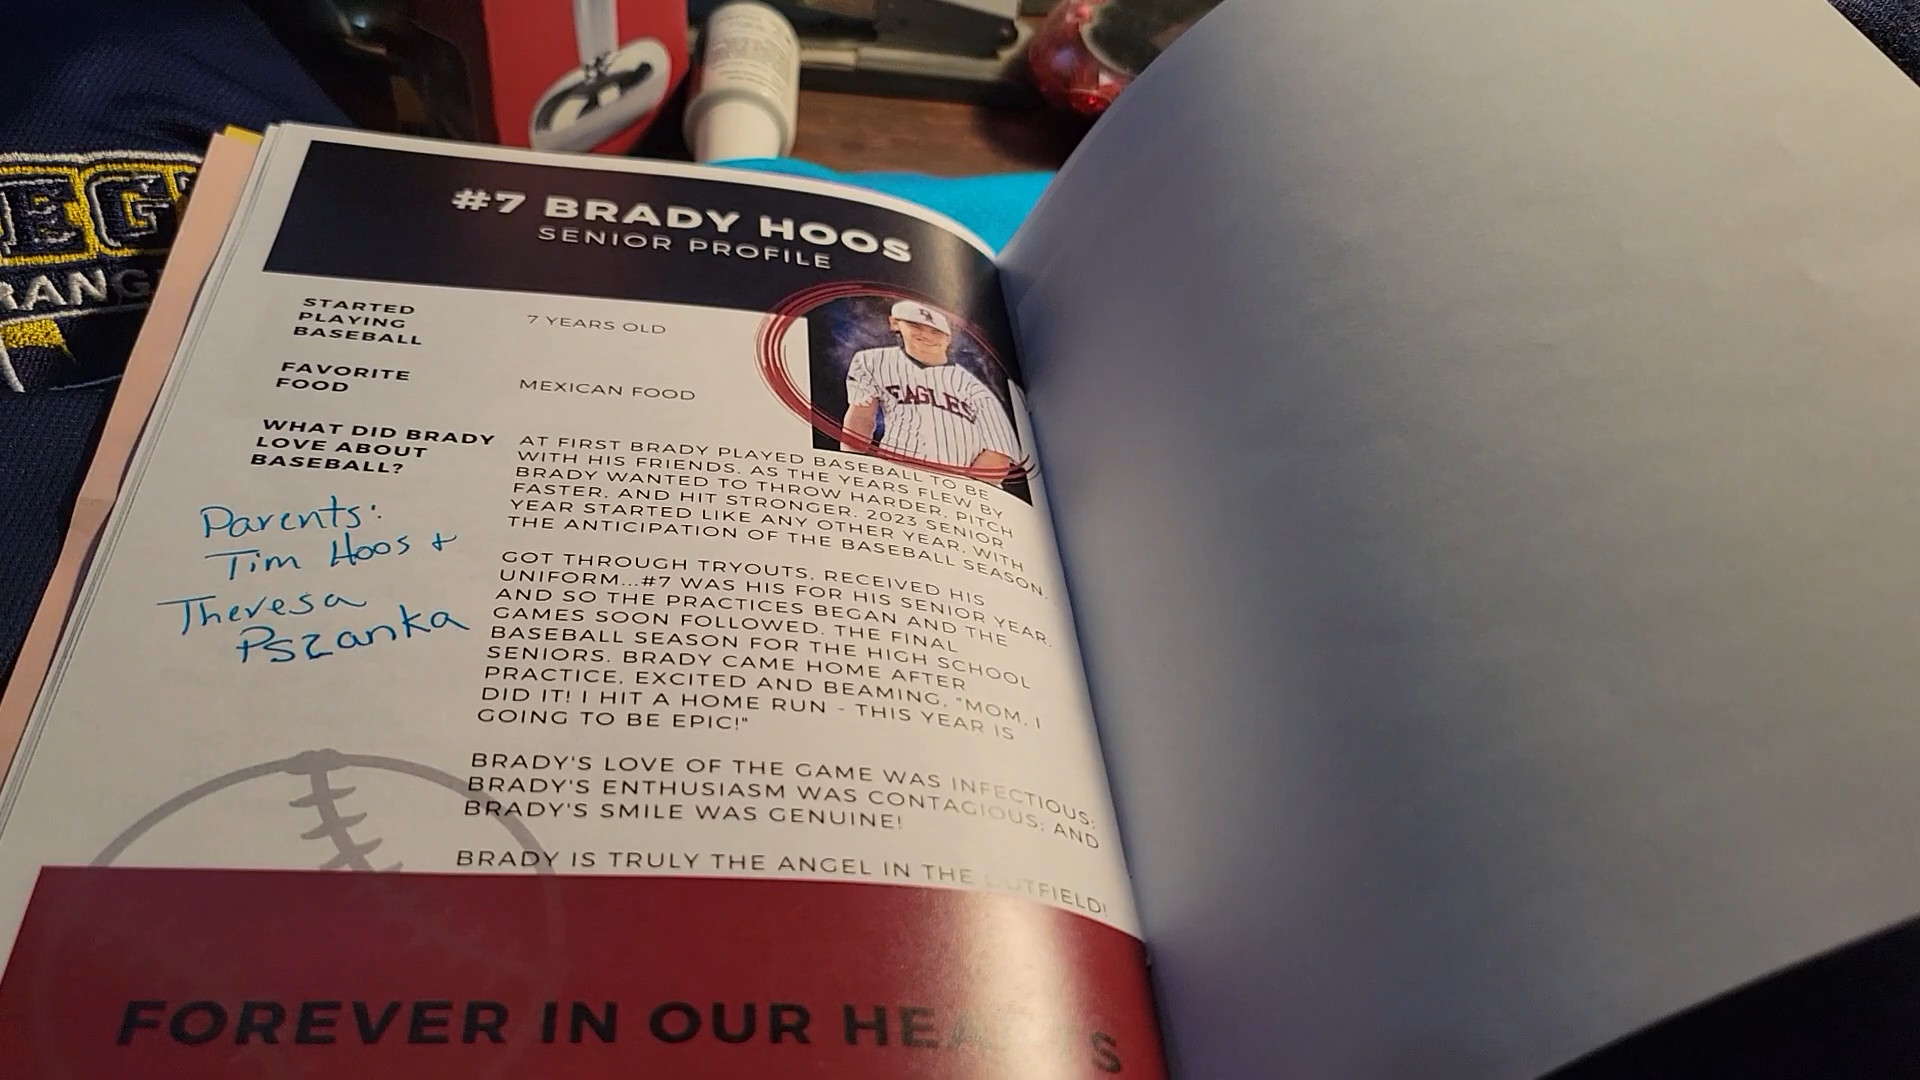 #7 BRADY HOOS
SENIOR PROFILE
STARTED
PLAYING
BASEBALL
7 YEARS OLD
FAVORITE
FOOD
MEXICAN FOOD
WHAT DID BRADY
LOVE ABOUT
BASEBALL?
AT FIRST BRADY PLAYED BASEBALL TO BE
WITH HIS FRIENDS. AS THE YEARS FLEW BY
BRADY WANTED TO THROW HARDER, PITCH
FASTER, AND HIT STRONGER. 2023 SENIOR
YEAR STARTED LIKE ANY OTHER YEAR, WITH
THE ANTICIPATION OF THE BASEBALL SEASON.
GOT THROUGH TRYOUTS, RECEIVED HIS
UNIFORM...#7 WAS HIS FOR HIS SENIOR YEAR.
AND SO THE PRACTICES BEGAN AND THE
GAMES SOON FOLLOWED. THE FINAL
BASEBALL SEASON FOR THE HIGH SCHOOL
SENIORS. BRADY CAME HOME AFTER
PRACTICE, EXCITED AND BEAMING, "MOM, I
DID IT! I HIT A HOME RUN - THIS YEAR IS
GOING TO BE EPIC!"
BRADY'S LOVE OF THE GAME WAS INFECTIOUS;
BRADY'S ENTHUSIASM WAS CONTAGIOUS; AND
BRADY'S SMILE WAS GENUINE!
BRADY IS TRULY THE ANGEL IN THE OUTFIELD!
Parents:
Tim Hoos +
Theresa
Pszanka
EAGLES
FOREVER IN OUR HEARTS